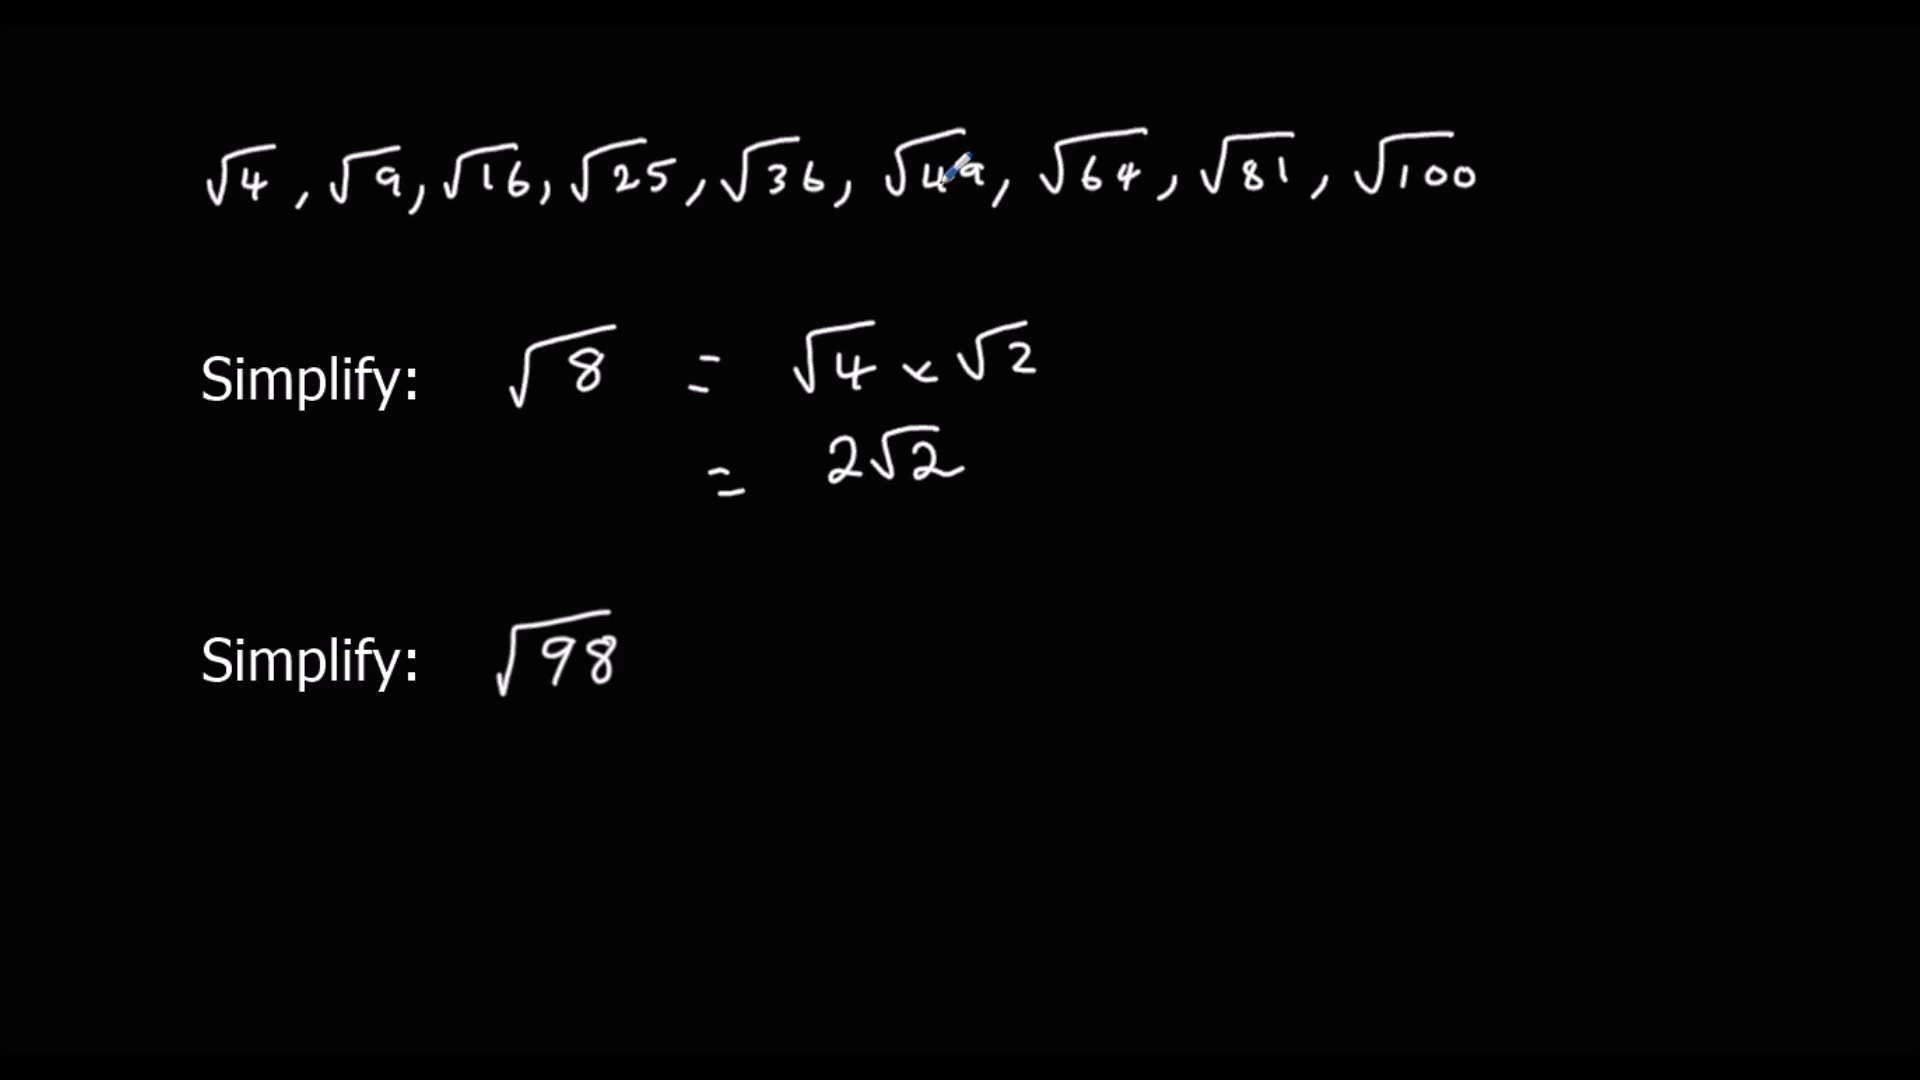 √4 , √9, √16, √25, √36, √49, √64, √81, √100
Simplify: √8 = √4 × √2
= 2√2
Simplify: √98